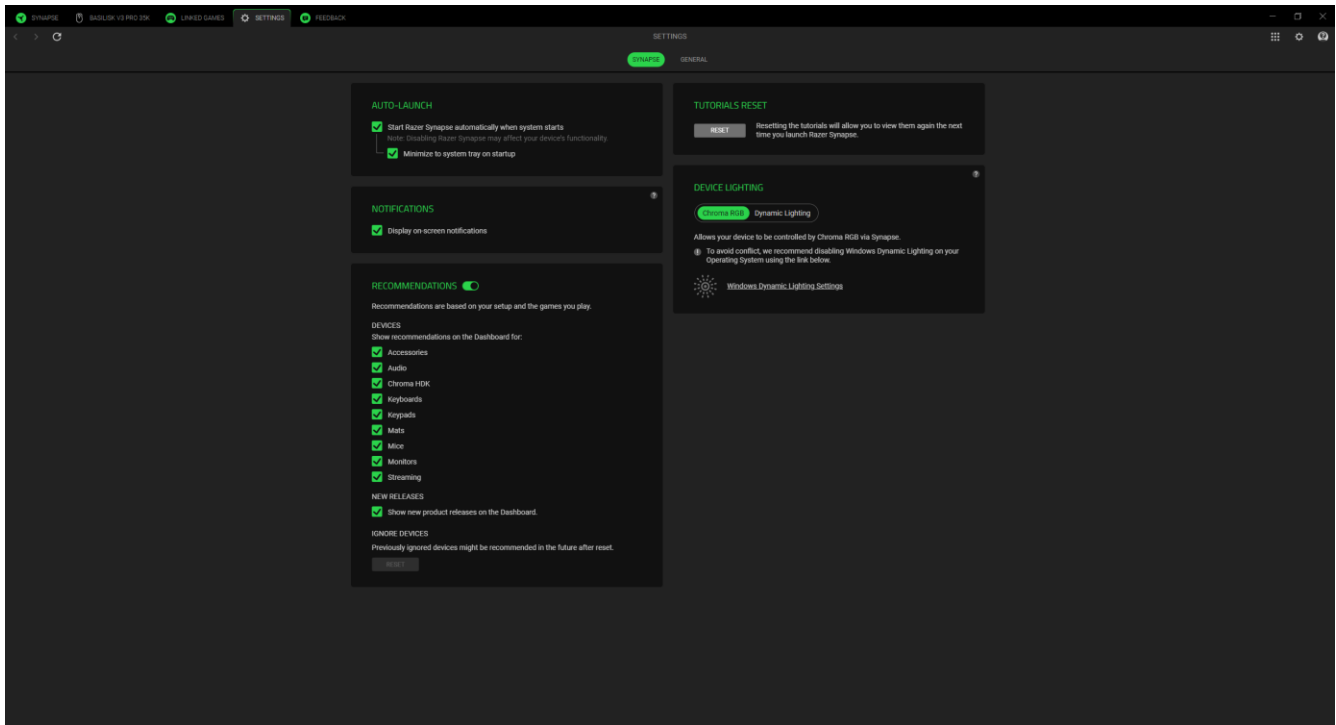 SYNAPSE
BASILISK V3 PRO 35K
LINKED GAMES
SETTINGS
FEEDBACK
SETTINGS
SYNAPSE
GENERAL
AUTO-LAUNCH
Start Razer Synapse automatically when system starts
Note: Disabling Razer Synapse may affect your device's functionality.
Minimize to system tray on startup
NOTIFICATIONS
Display on-screen notifications
RECOMMENDATIONS
Recommendations are based on your setup and the games you play.
DEVICES
Show recommendations on the Dashboard for:
Accessories
Audio
Chroma HDK
Keyboards
Keypads
Mats
Mice
Monitors
Streaming
NEW RELEASES
Show new product releases on the Dashboard.
IGNORE DEVICES
Previously ignored devices might be recommended in the future after reset.
RESET
TUTORIALS RESET
RESET
Resetting the tutorials will allow you to view them again the next
time you launch Razer Synapse.
DEVICE LIGHTING
Chroma RGB
Dynamic Lighting
Allows your device to be controlled by Chroma RGB via Synapse.
To avoid conflict, we recommend disabling Windows Dynamic Lighting on your
Operating System using the link below.
Windows Dynamic Lighting Settings